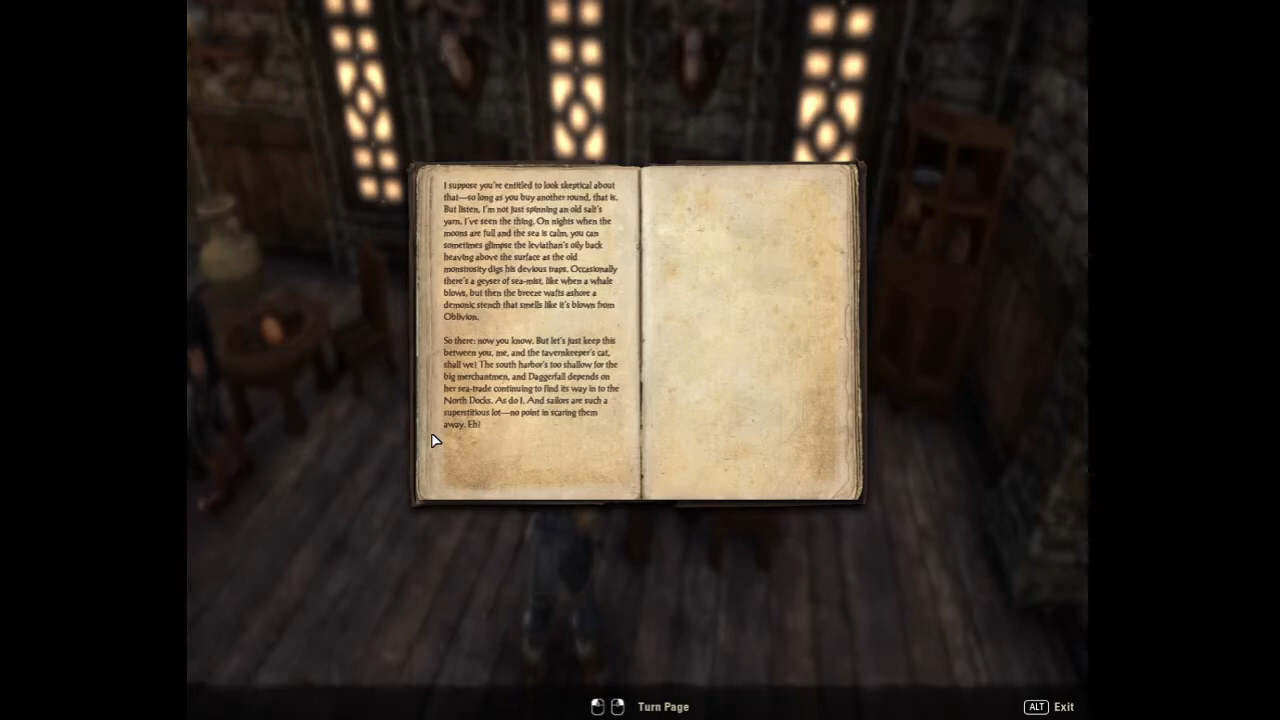 I suppose you're entitled to look skeptical about
that—so long as you buy another round, that is.
But listen, I'm not just spinning an old salt's
yarn. I've seen the thing. On nights when the
moons are full and the sea is calm, you can
sometimes glimpse the leviathan's oily back
heaving above the surface as the old
monstrosity digs his devious traps. Occasionally
there's a geyser of sea-mist, like when a whale
blows, but then the breeze wafts ashore a
demonic stench that smells like it's blown from
Oblivion.
So there: now you know. But let's just keep this
between you, me, and the tavernkeeper's cat,
shall we? The south harbor's too shallow for the
big merchantmen, and Daggerfall depends on
her sea-trade continuing to find its way in to the
North Docks. As do I. And sailors are such a
superstitious lot—no point in scaring them
away. Eh?
Turn Page
ALT Exit